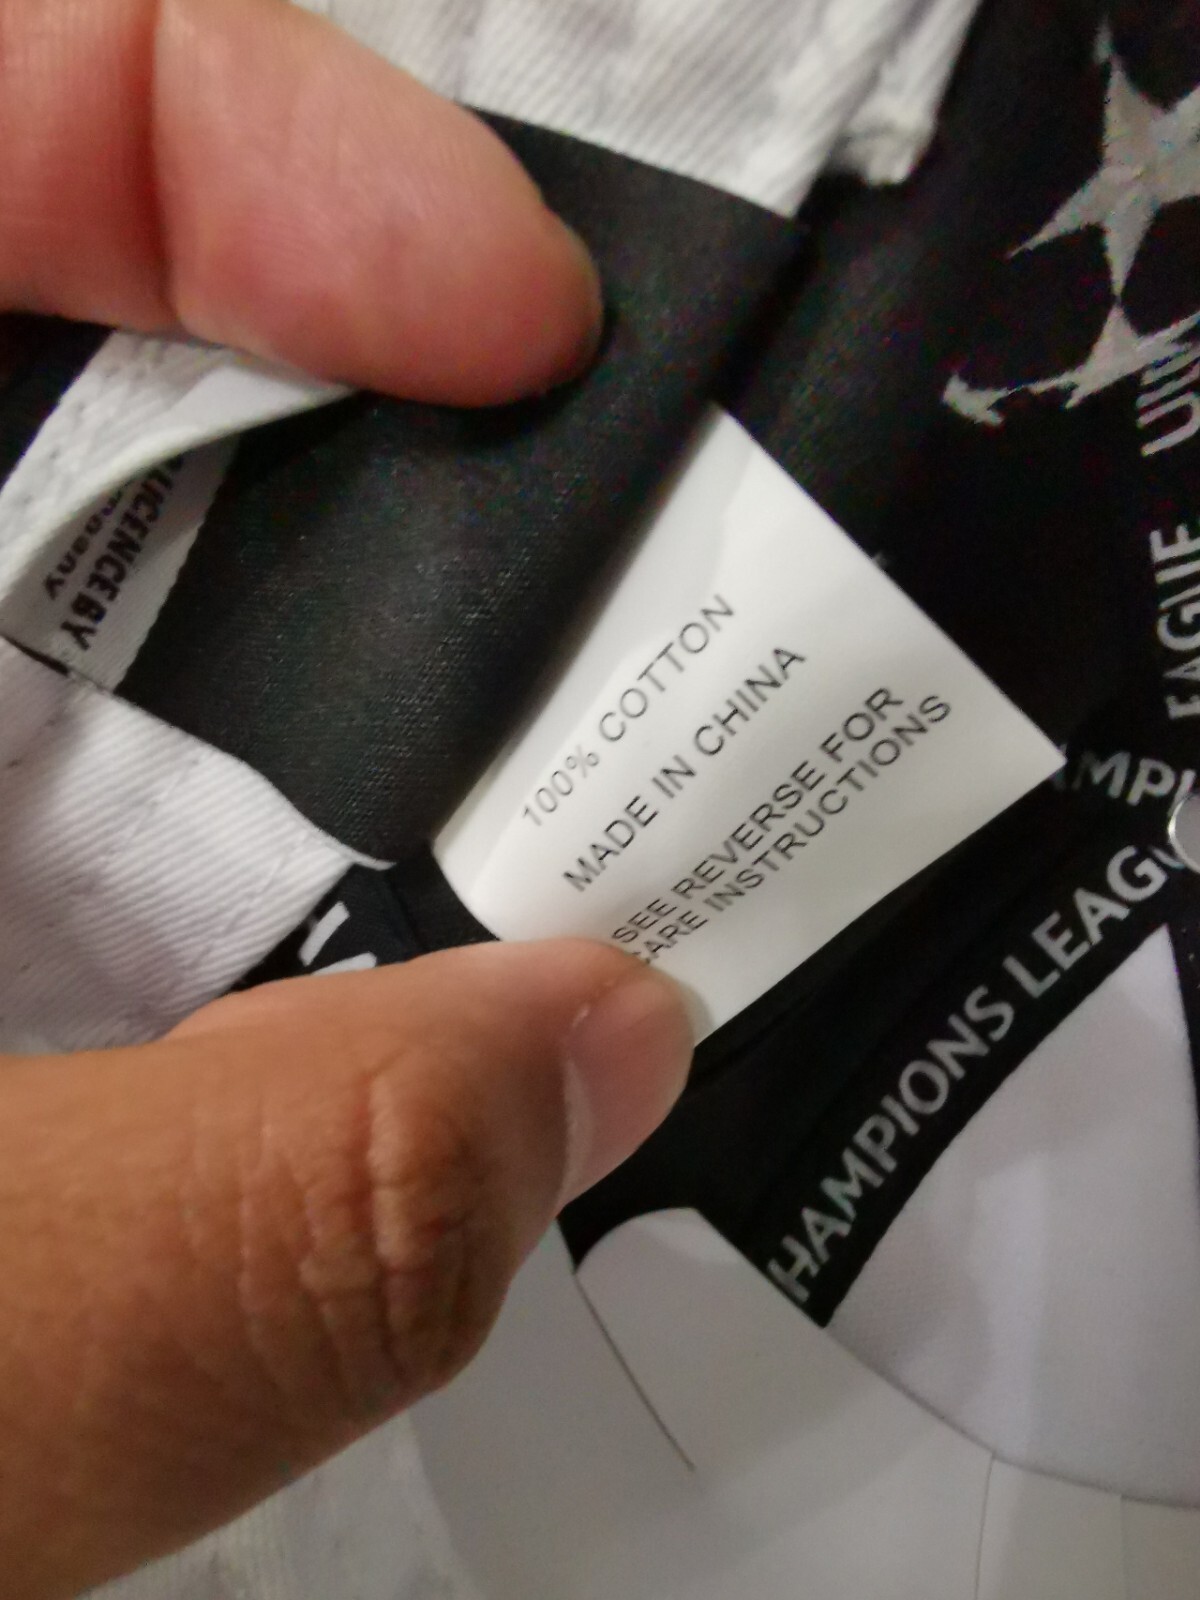 100% COTTON
MADE IN CHINA
SEE REVERSE FOR
CARE INSTRUCTIONS
LICENCE BY
CHAMPIONS LEAGUE